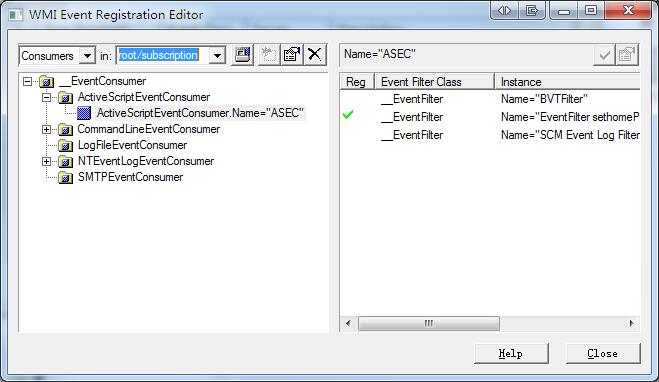 WMI Event Registration Editor
Consumers in: root/subscription
Name="ASEC"
__EventConsumer
ActiveScriptEventConsumer
ActiveScriptEventConsumer.Name="ASEC"
CommandLineEventConsumer
LogFileEventConsumer
NTEventLogEventConsumer
SMTPEventConsumer
Reg Event Filter Class Instance
__EventFilter Name="BVTFilter"
__EventFilter Name="EventFilter sethomeP
__EventFilter Name="SCM Event Log Filter
Help Close